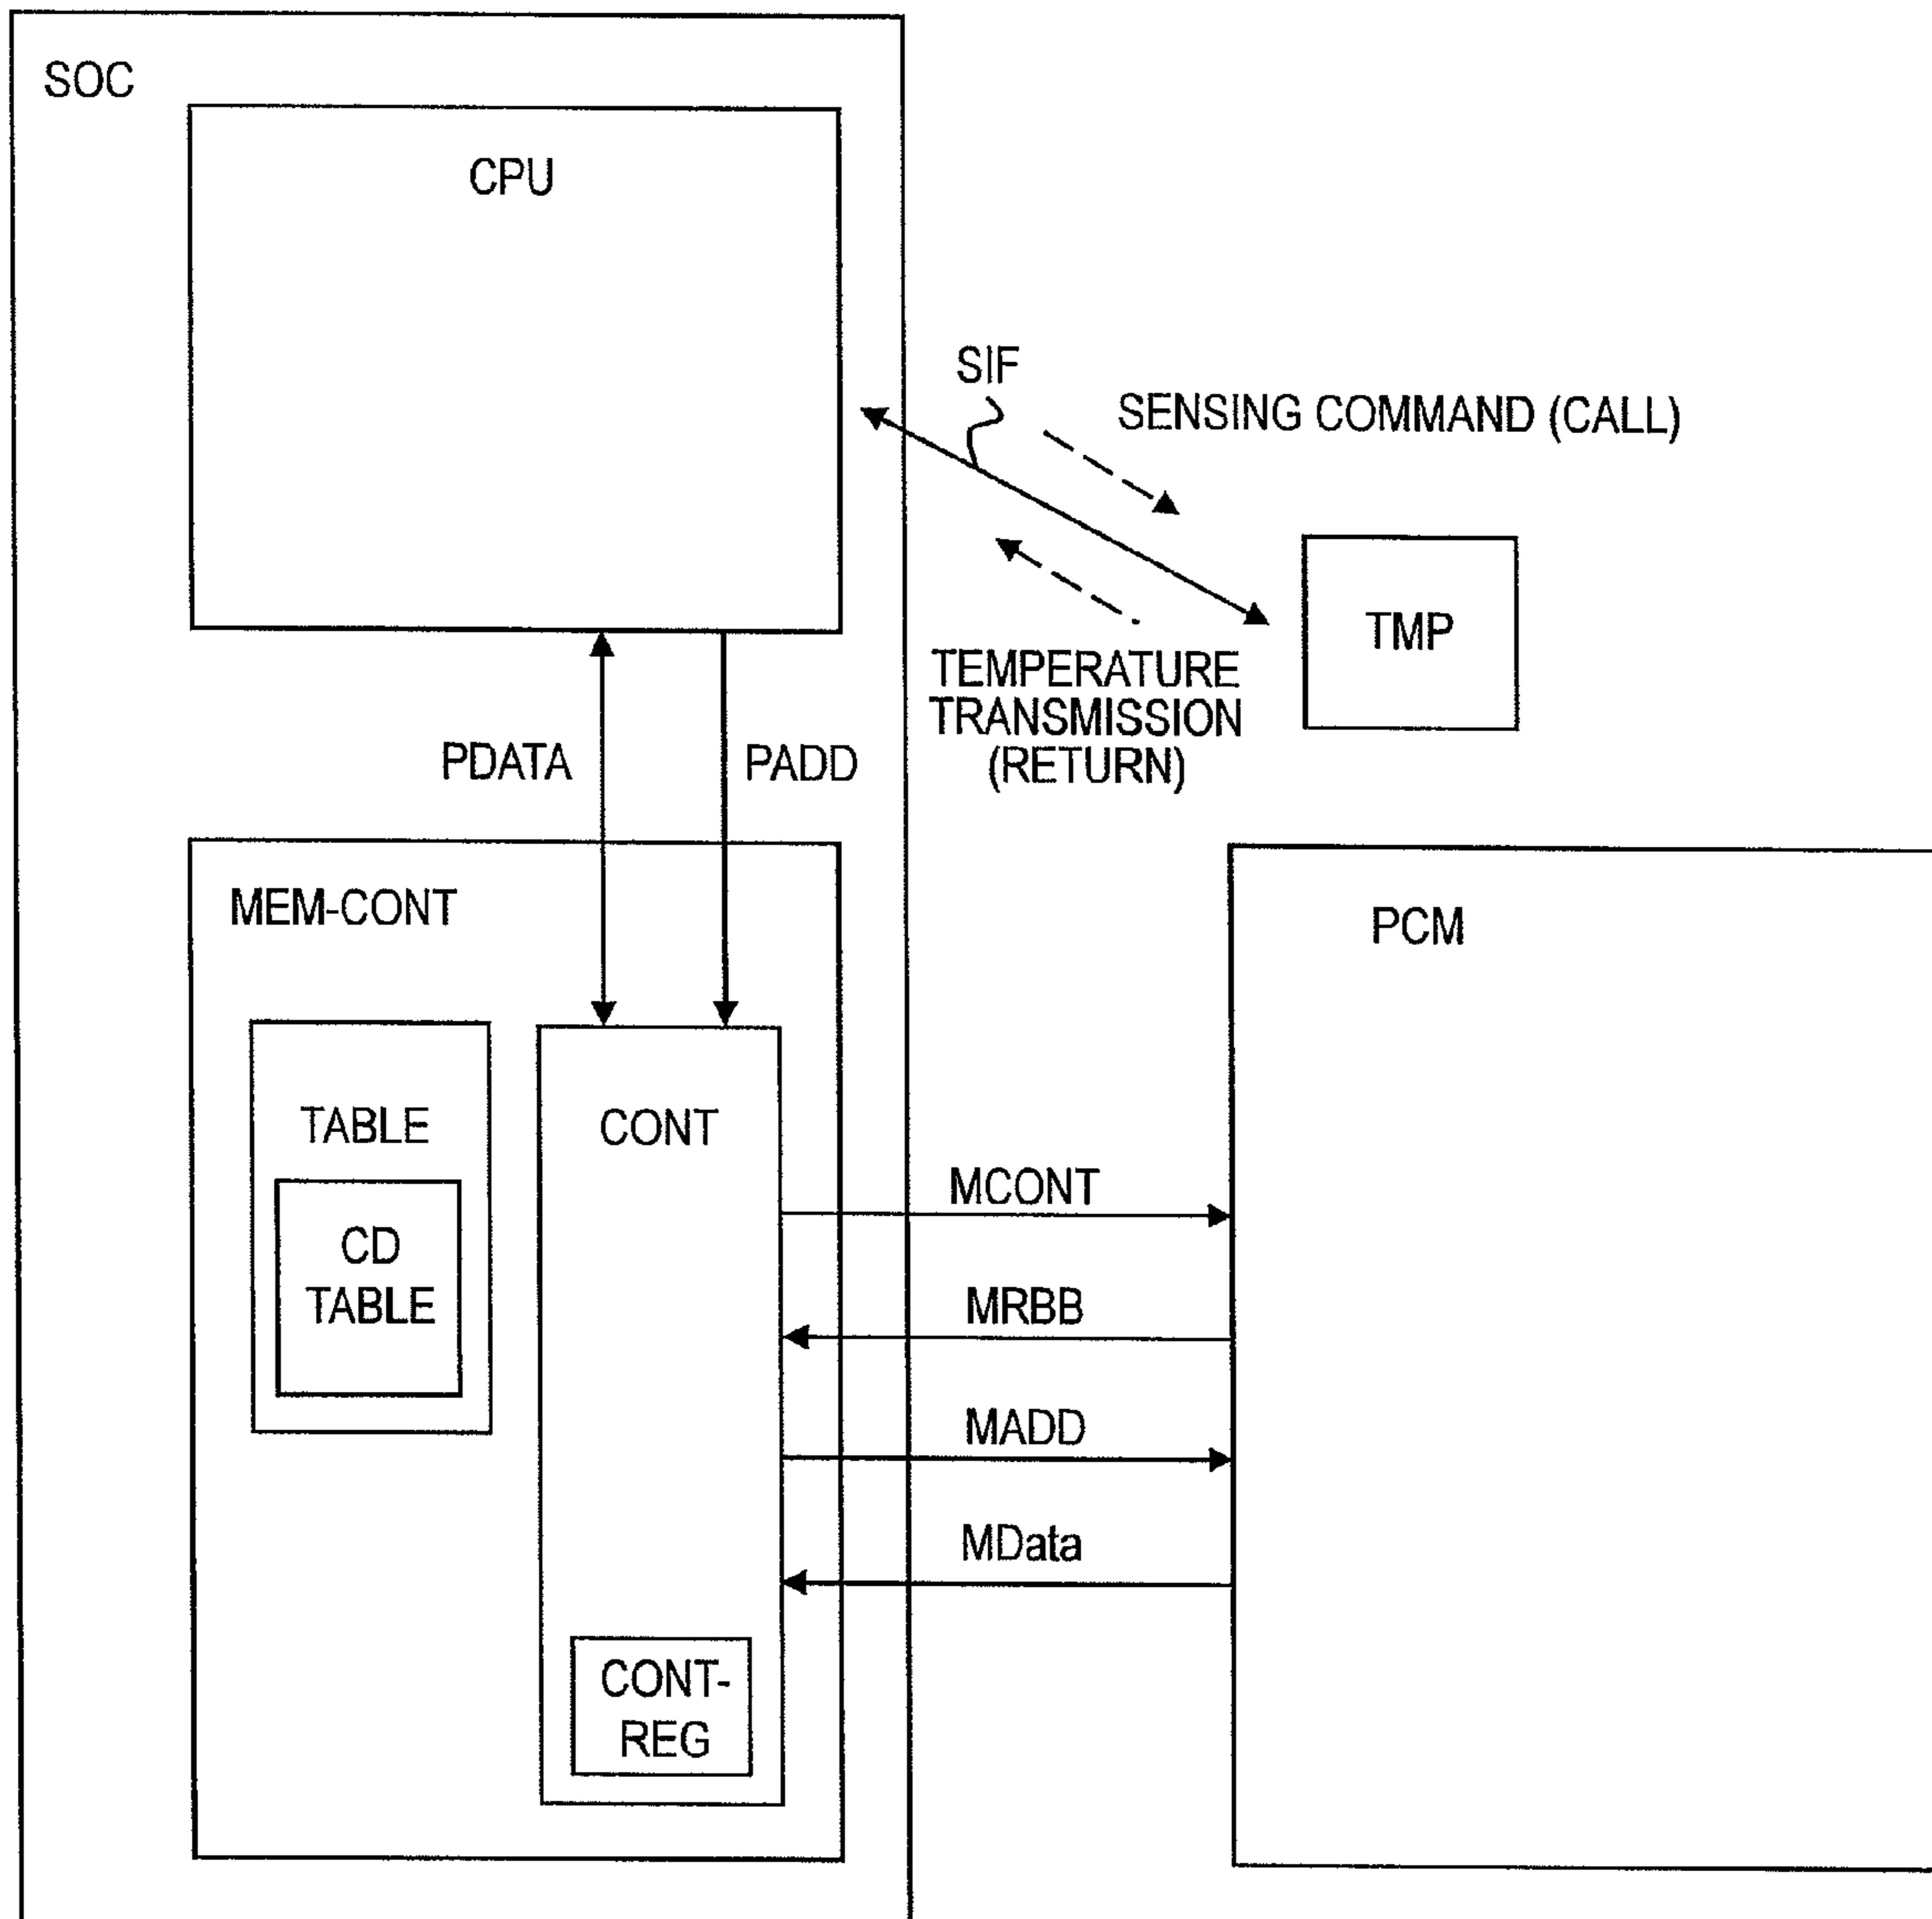 SOC
CPU
SIF
SENSING COMMAND (CALL)
TMP
TEMPERATURE
TRANSMISSION
(RETURN)
PDATA
PADD
MEM-CONT
PCM
TABLE
CONT
CD
TABLE
MCONT
MRBB
MADD
MData
CONT-
REG